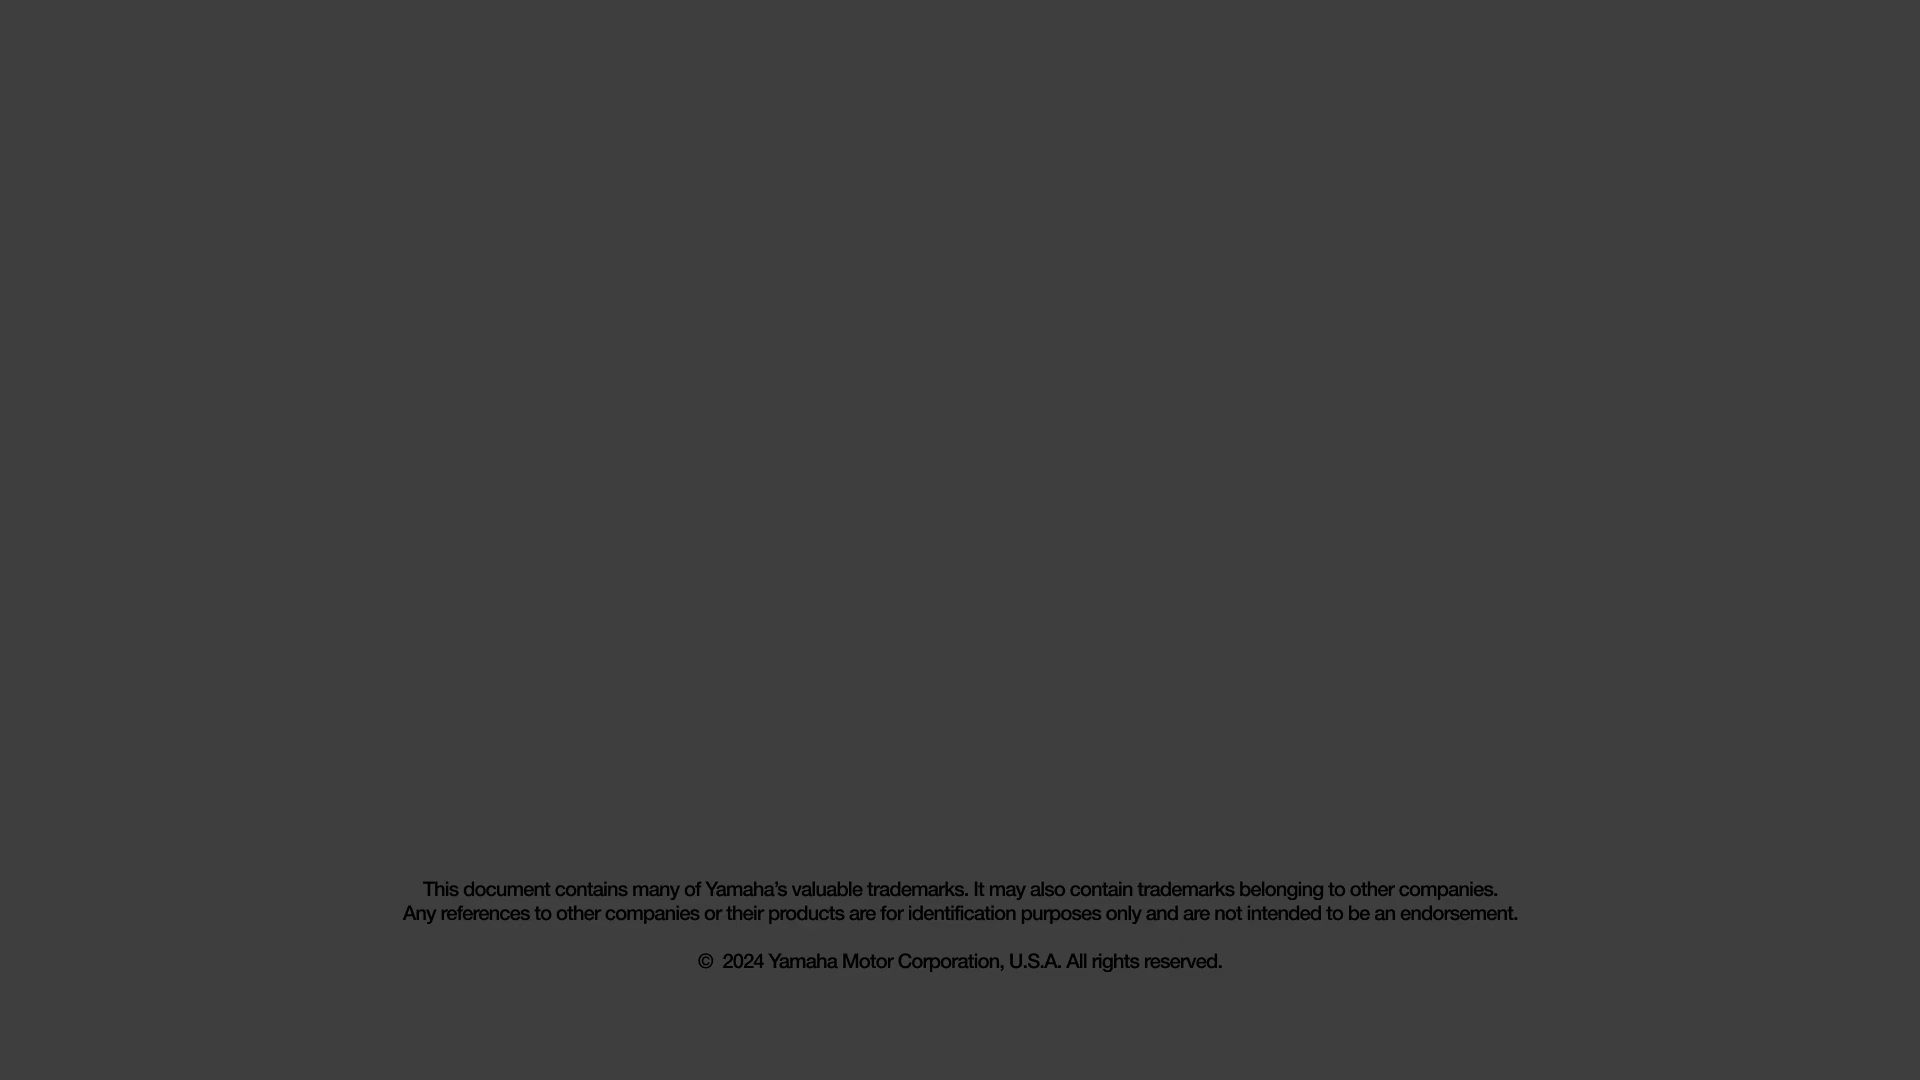 This document contains many of Yamaha’s valuable trademarks. It may also contain trademarks belonging to other companies.
Any references to other companies or their products are for identification purposes only and are not intended to be an endorsement.
© 2024 Yamaha Motor Corporation, U.S.A. All rights reserved.